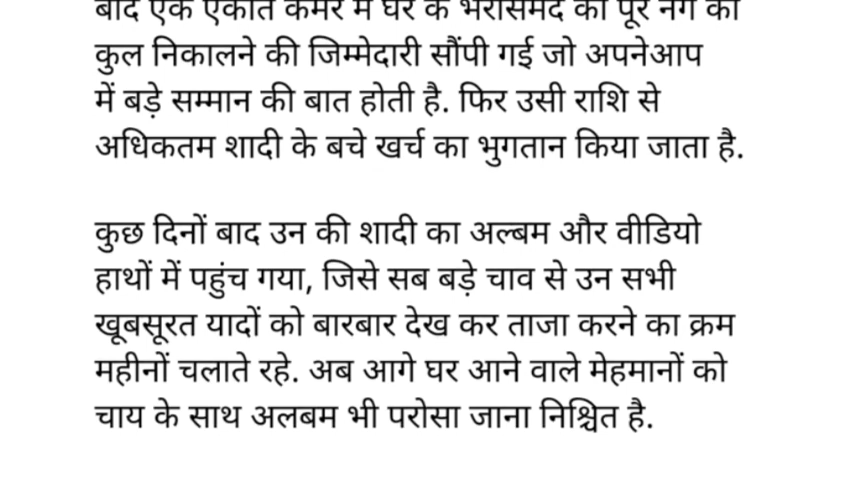 बाद एक एकांत कमरे में घर के भरोसेमंद को पूरे नेग की
कुल निकालने की जिम्मेदारी सौंपी गई जो अपनेआप
में बड़े सम्मान की बात होती है. फिर उसी राशि से
अधिकतम शादी के बचे खर्च का भुगतान किया जाता है.
कुछ दिनों बाद उन की शादी का अल्बम और वीडियो
हाथों में पहुंच गया, जिसे सब बड़े चाव से उन सभी
खूबसूरत यादों को बारबार देख कर ताजा करने का क्रम
महीनों चलाते रहे. अब आगे घर आने वाले मेहमानों को
चाय के साथ अलबम भी परोसा जाना निश्चित है.